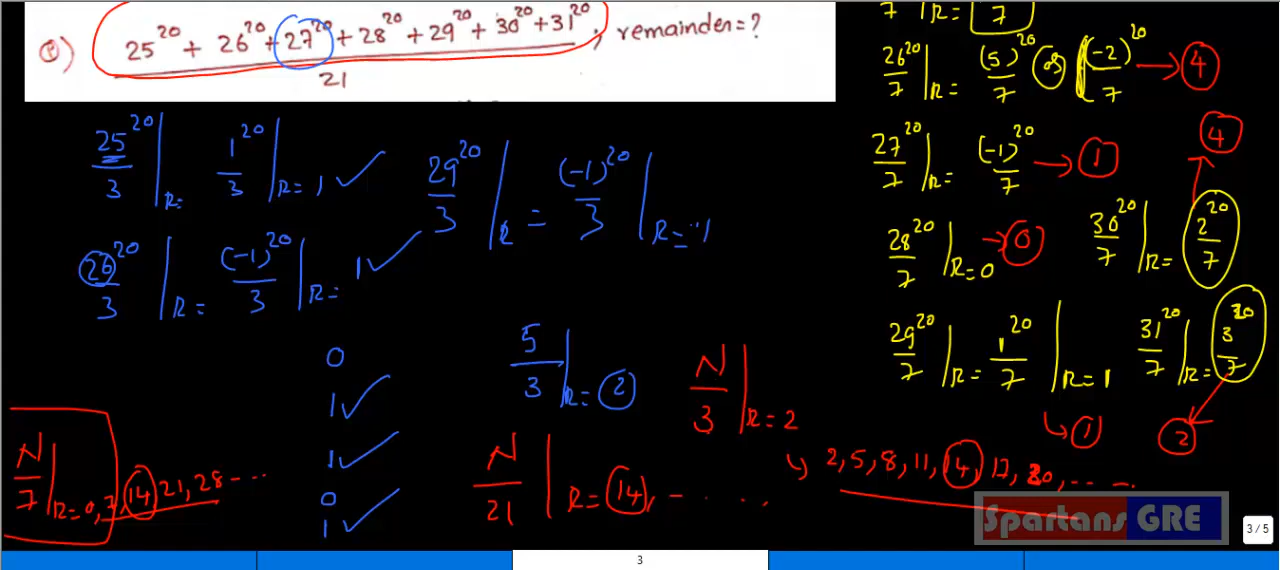 Q) 25^20 + 26^20 + 27^20 + 28^20 + 29^20 + 30^20 + 31^20 / 21 ; remainder = ?
25^20/3 |R= 1^20/3 |R=1 ✓
26^20/3 |R= (-1)^20/3 |R= 1 ✓
29^20/3 |R = (-1)^20/3 |R=1
0
1 ✓
1 ✓
0
1 ✓
5/3 |R= 2
N/3 |R=2
↳ 2, 5, 8, 11, 14, 17, 20, ....
N/7 |R=0, 7, 14, 21, 28 ....
N/21 |R= 14, - ....
7 |R= 7
26^20/7 |R= (5)^20/7 or (-2)^20/7 → 4
27^20/7 |R= (-1)^20/7 → 1
28^20/7 |R=0 → 0
30^20/7 |R= 2^20/7 → 4
29^20/7 |R= 1^20/7 |R=1
↳ 1
31^20/7 |R= 3^20/7 → 2
Spartans GRE
3 / 5
3